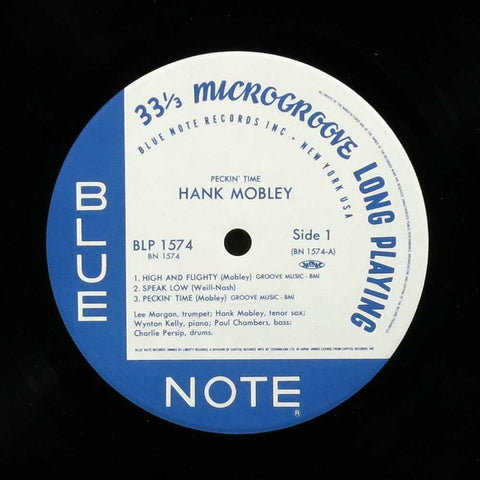 33 1/3 MICROGROOVE LONG PLAYING
BLUE NOTE RECORDS INC · NEW YORK USA
PECKIN' TIME
HANK MOBLEY
BLP 1574
BN 1574
Side 1
(BN 1574-A)
1. HIGH AND FLIGHTY (Mobley) GROOVE MUSIC - BMI
2. SPEAK LOW (Weill-Nash)
3. PECKIN' TIME (Mobley) GROOVE MUSIC - BMI
Lee Morgan, trumpet; Hank Mobley, tenor sax;
Wynton Kelly, piano; Paul Chambers, bass;
Charlie Persip, drums.
BLUE
NOTE
®